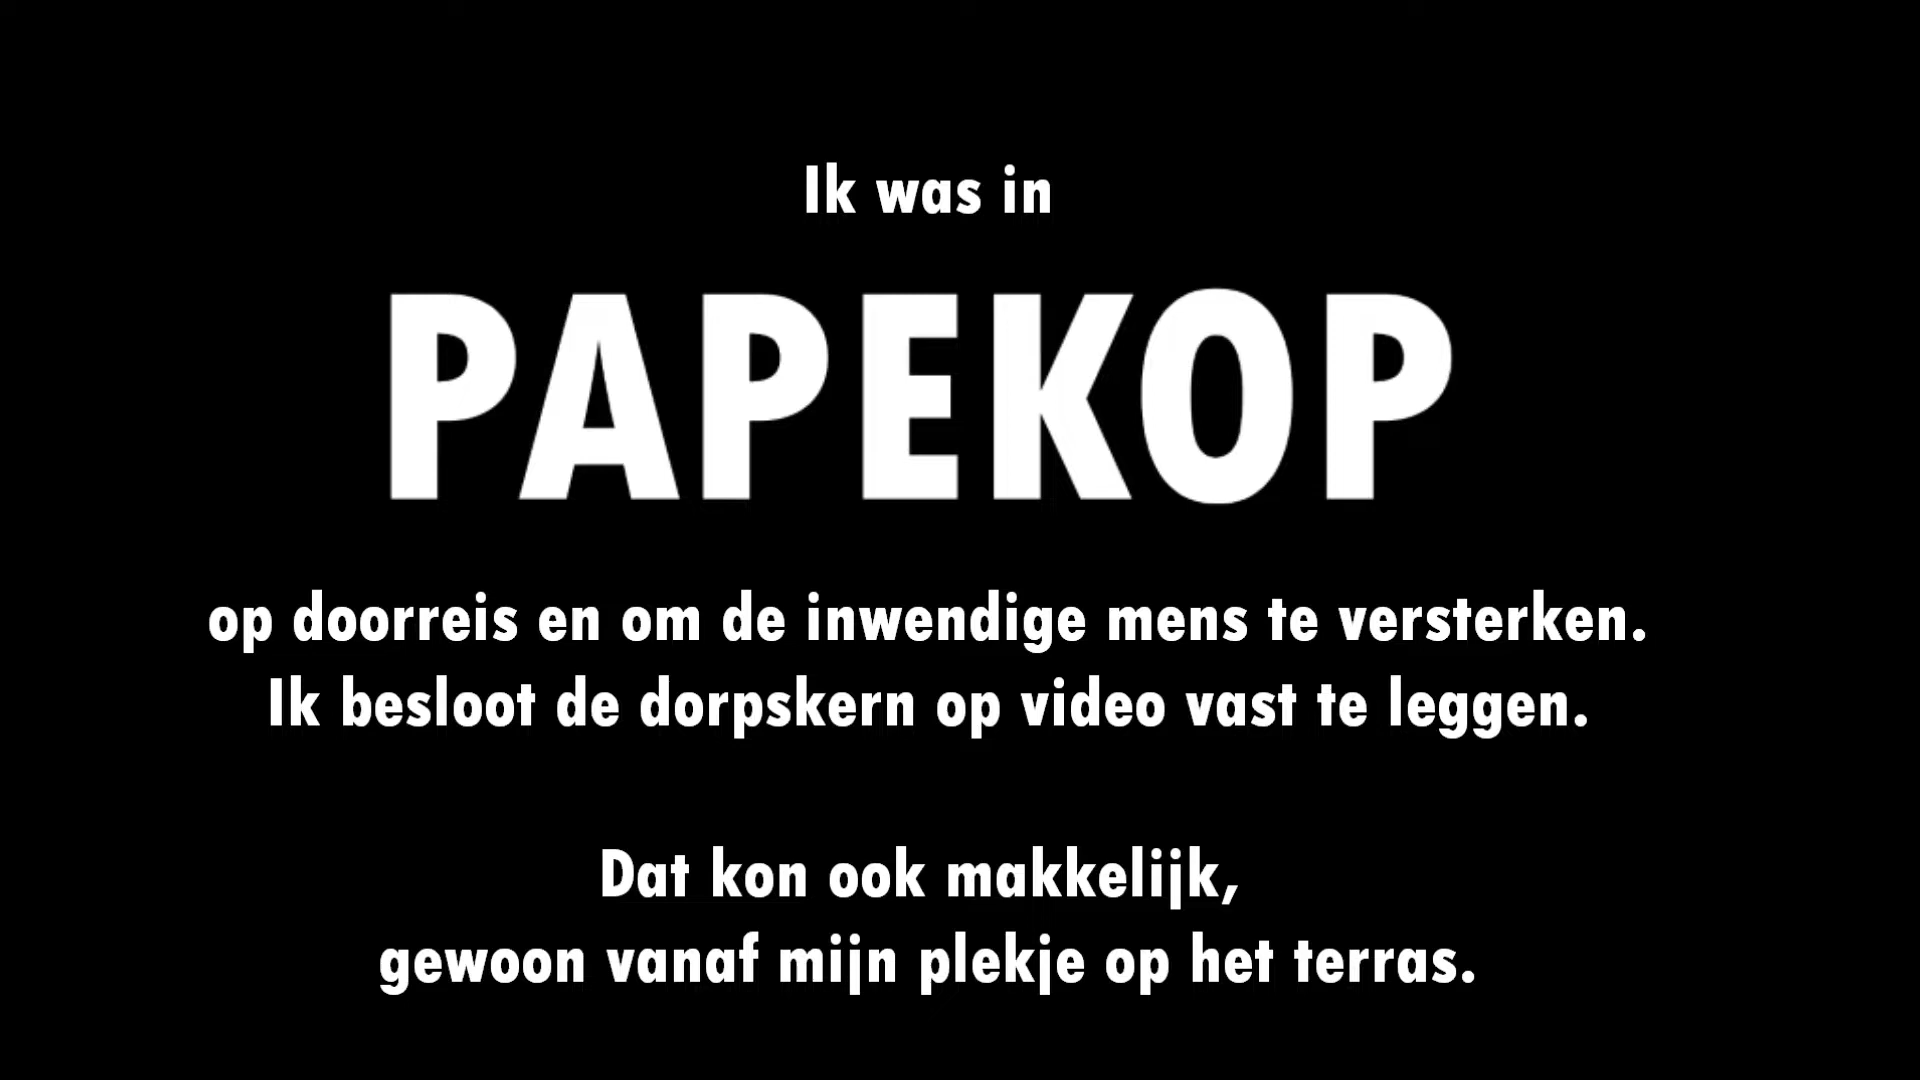 Ik was in
PAPEKOP
op doorreis en om de inwendige mens te versterken.
Ik besloot de dorpskern op video vast te leggen.
Dat kon ook makkelijk,
gewoon vanaf mijn plekje op het terras.